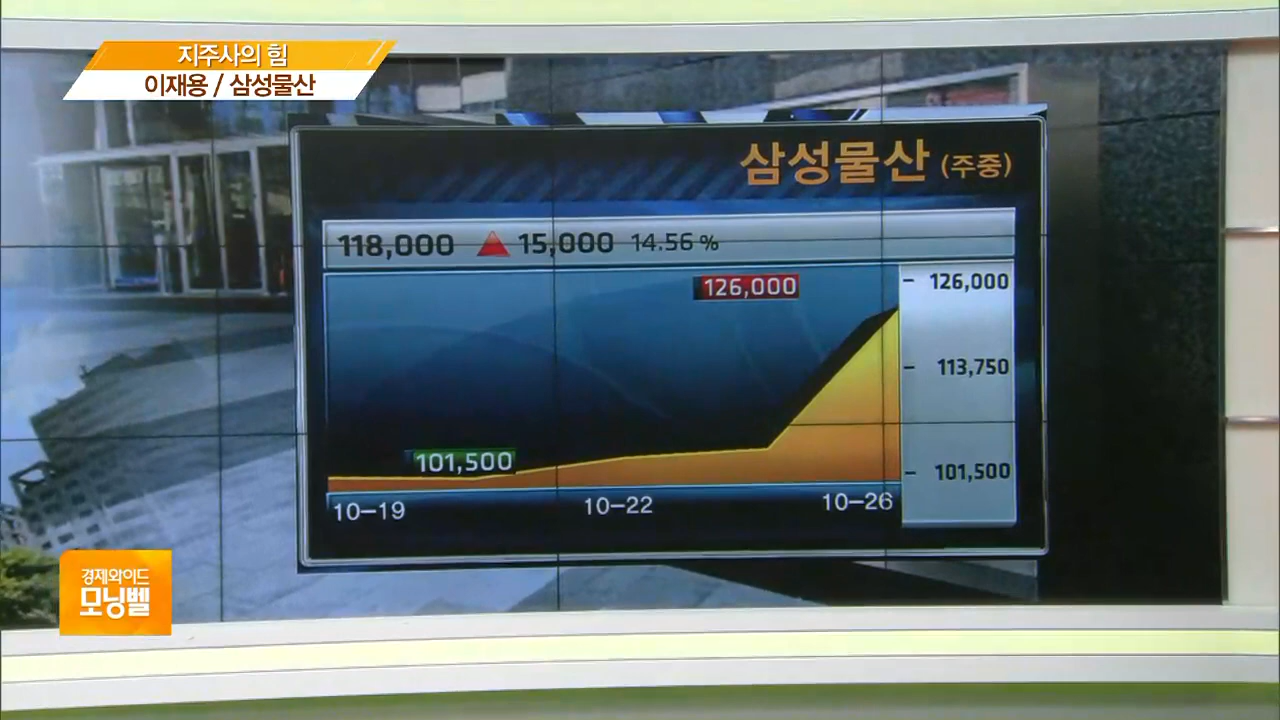 지주사의 힘
이재용 / 삼성물산
삼성물산 (주중)
118,000 ▲ 15,000 14.56 %
126,000
126,000
113,750
101,500
101,500
10-19 10-22 10-26
경제와이드
모닝벨